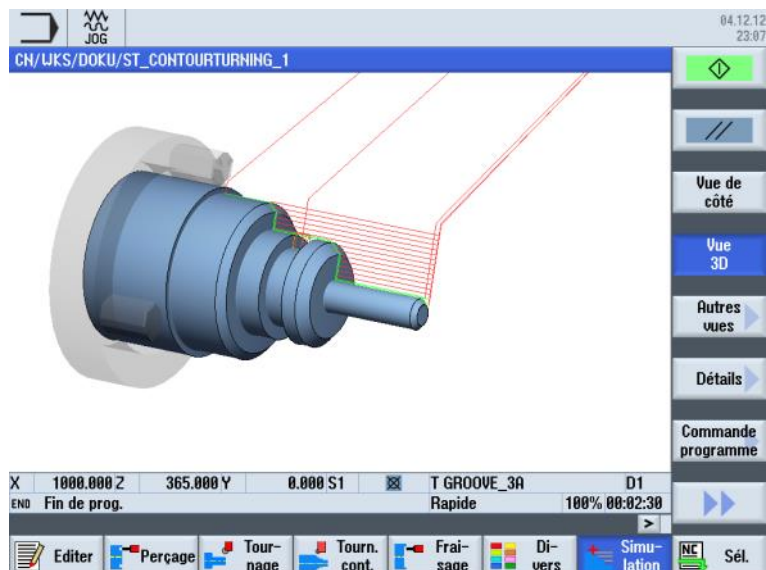 04.12.12
23:07
JOG
CN/WKS/DOKU/ST_CONTOURTURNING_1
//
Vue de
côté
Vue
3D
Autres
vues
Détails
Commande
programme
X 1000.000 Z 365.000 Y 0.000 S1 T GROOVE_3A D1
END Fin de prog. Rapide 100% 00:02:30
>
Editer
Perçage
Tour-
nage
Tourn.
cont.
Frai-
sage
Di-
vers
Simu-
lation
NC
Sél.